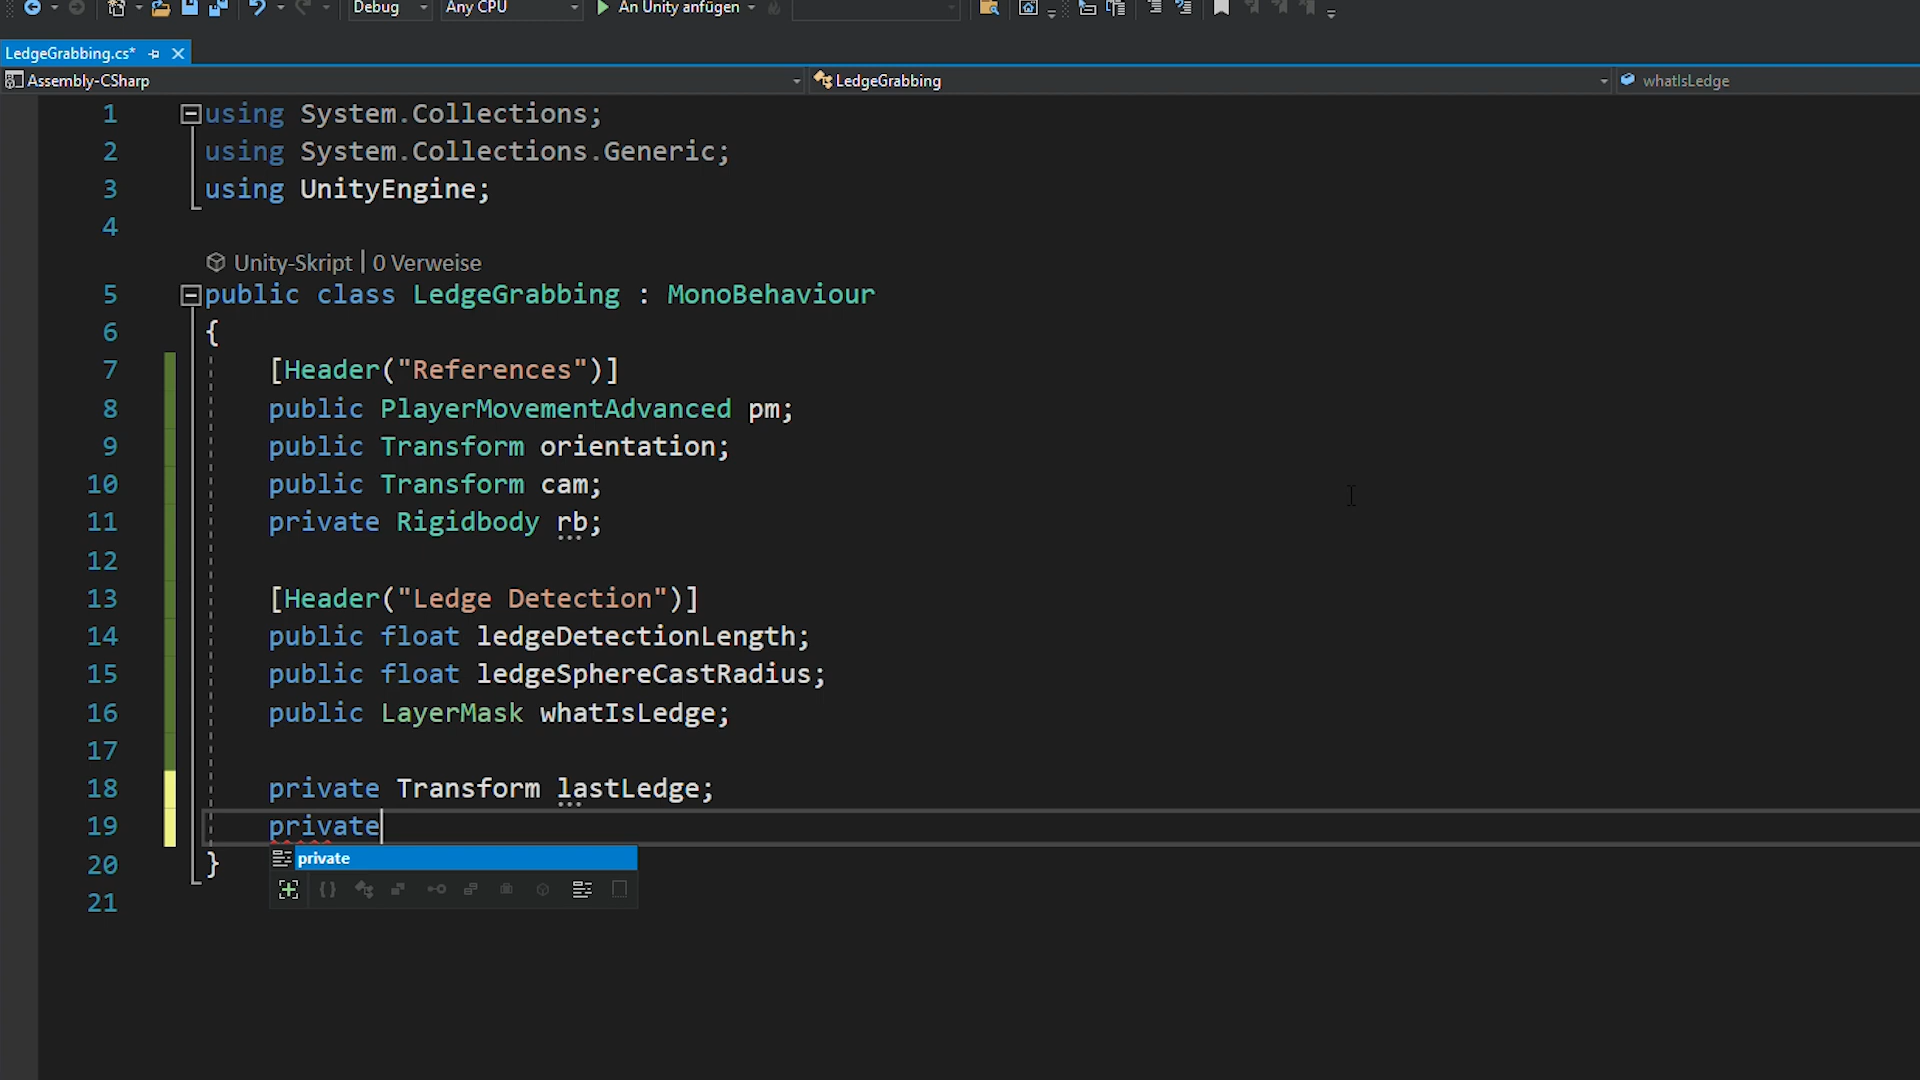 Debug Any CPU An Unity anfügen
LedgeGrabbing.cs*
Assembly-CSharp LedgeGrabbing whatIsLedge
1 using System.Collections;
2 using System.Collections.Generic;
3 using UnityEngine;
4
Unity-Skript | 0 Verweise
5 public class LedgeGrabbing : MonoBehaviour
6 {
7 [Header("References")]
8 public PlayerMovementAdvanced pm;
9 public Transform orientation;
10 public Transform cam;
11 private Rigidbody rb;
12
13 [Header("Ledge Detection")]
14 public float ledgeDetectionLength;
15 public float ledgeSphereCastRadius;
16 public LayerMask whatIsLedge;
17
18 private Transform lastLedge;
19 private
private
20 }
21